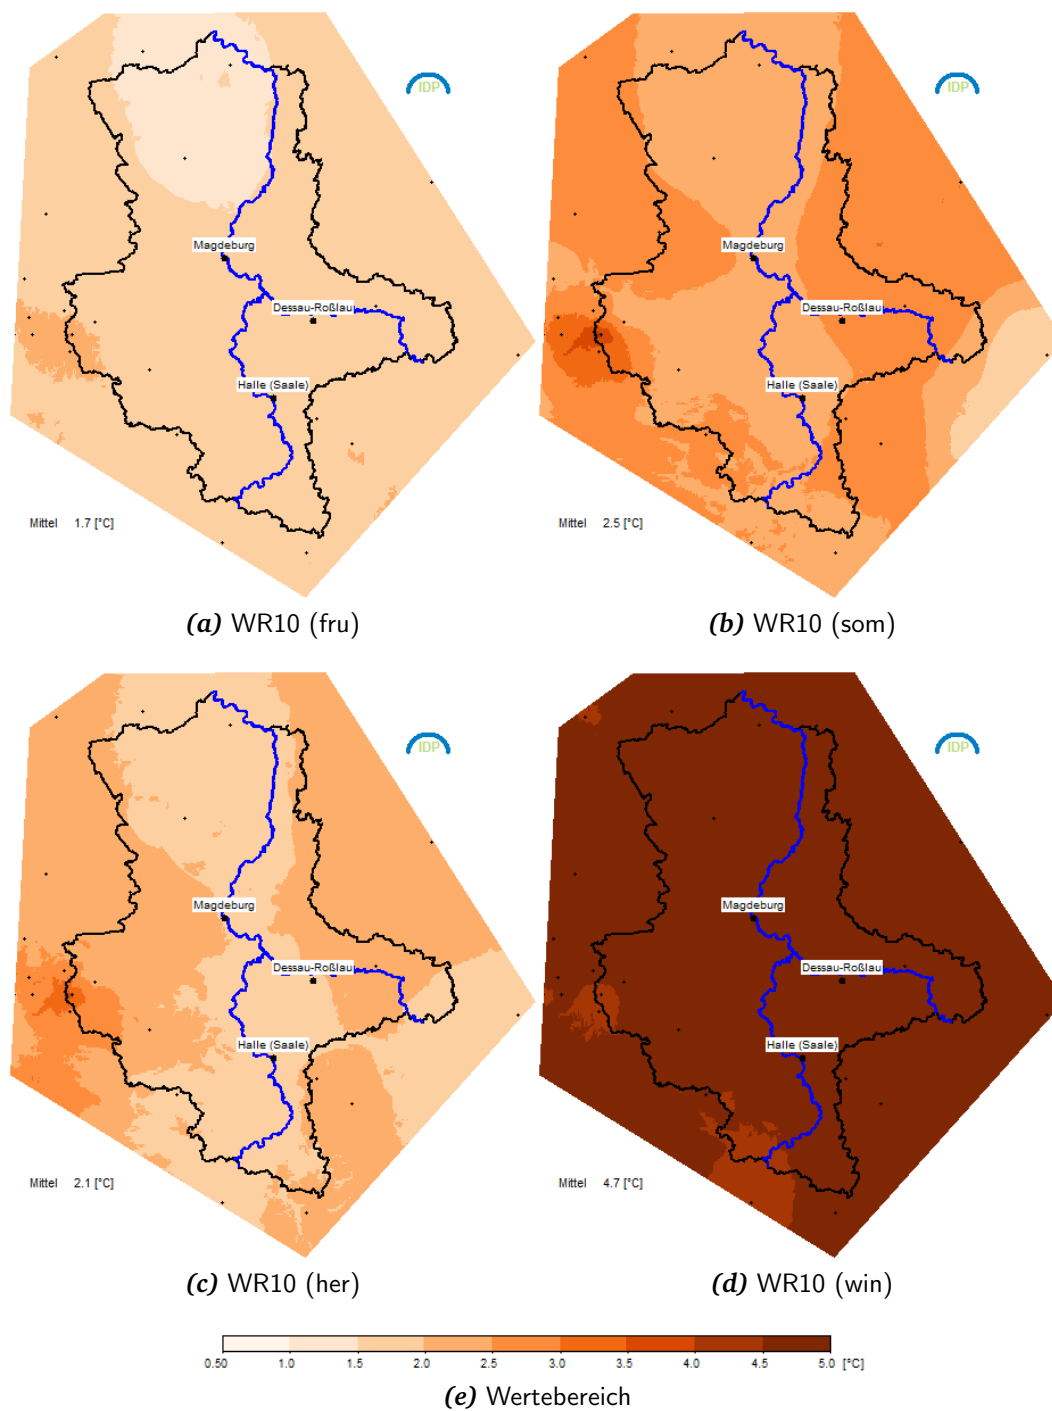 IDP
IDP
Magdeburg
Magdeburg
Dessau-Roßlau
Dessau-Roßlau
Halle (Saale)
Halle (Saale)
Mittel 1.7 [°C]
Mittel 2.5 [°C]
(a) WR10 (fru)
(b) WR10 (som)
IDP
IDP
Magdeburg
Magdeburg
Dessau-Roßlau
Dessau-Roßlau
Halle (Saale)
Halle (Saale)
Mittel 2.1 [°C]
Mittel 4.7 [°C]
(c) WR10 (her)
(d) WR10 (win)
0.50 1.0 1.5 2.0 2.5 3.0 3.5 4.0 4.5 5.0 [°C]
(e) Wertebereich